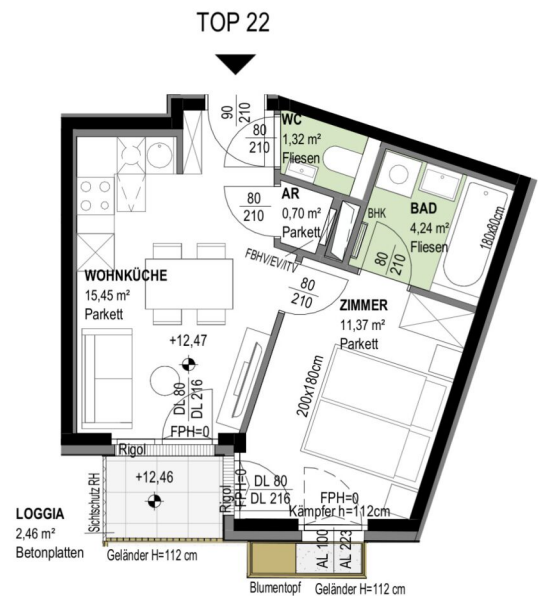 TOP 22
90
210
80
210
WC
1,32 m²
Fliesen
80
210
AR
0,70 m²
Parkett
BHK
BAD
4,24 m²
Fliesen
180x80cm
80
210
FBHV/EV/ITV
WOHNKÜCHE
15,45 m²
Parkett
80
210
ZIMMER
11,37 m²
Parkett
+12,47
200x180cm
DL 80
DL 216
FPH=0
Rigol
+12,46
Sichtschutz RH
Rigol
FPH=0
DL 80
DL 216
FPH=0
Kämpfer h=112cm
LOGGIA
2,46 m²
Betonplatten
AL 100
AL 223
Geländer H=112 cm
Blumentopf
Geländer H=112 cm